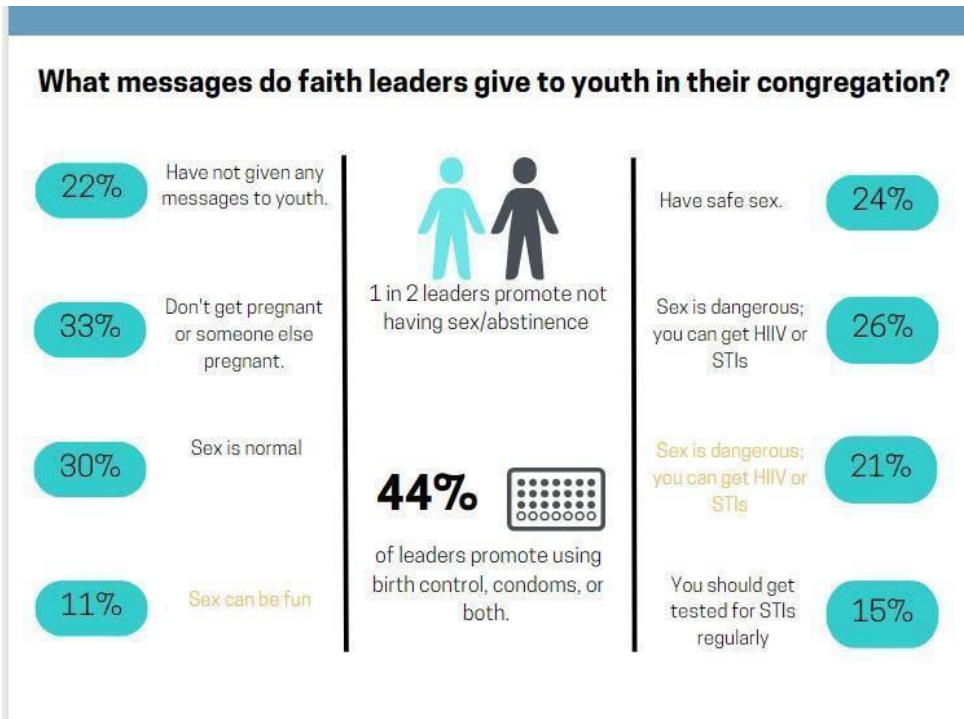 What messages do faith leaders give to youth in their congregation?
22%
Have not given any
messages to youth.
33%
Don't get pregnant
or someone else
pregnant.
30%
Sex is normal
11%
Sex can be fun
1 in 2 leaders promote not
having sex/abstinence
44%
of leaders promote using
birth control, condoms, or
both.
Have safe sex.
24%
Sex is dangerous;
you can get HIIV or
STIs
26%
Sex is dangerous;
you can get HIIV or
STIs
21%
You should get
tested for STIs
regularly
15%